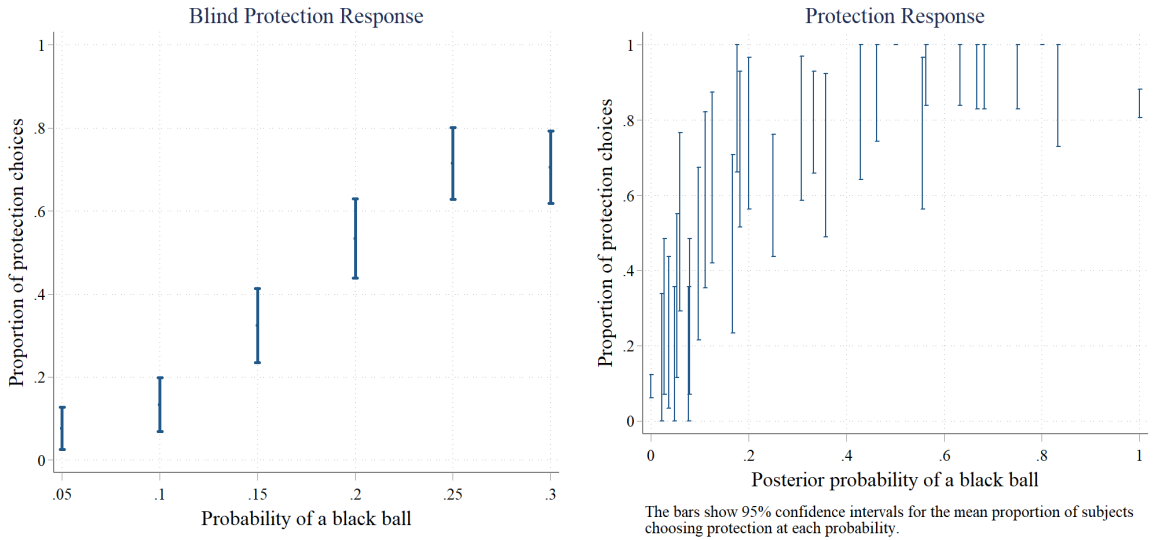 Blind Protection Response
Proportion of protection choices
1
.8
.6
.4
.2
0
.05 .1 .15 .2 .25 .3
Probability of a black ball
Protection Response
Proportion of protection choices
1
.8
.6
.4
.2
0
0 .2 .4 .6 .8 1
Posterior probability of a black ball
The bars show 95% confidence intervals for the mean proportion of subjects
choosing protection at each probability.